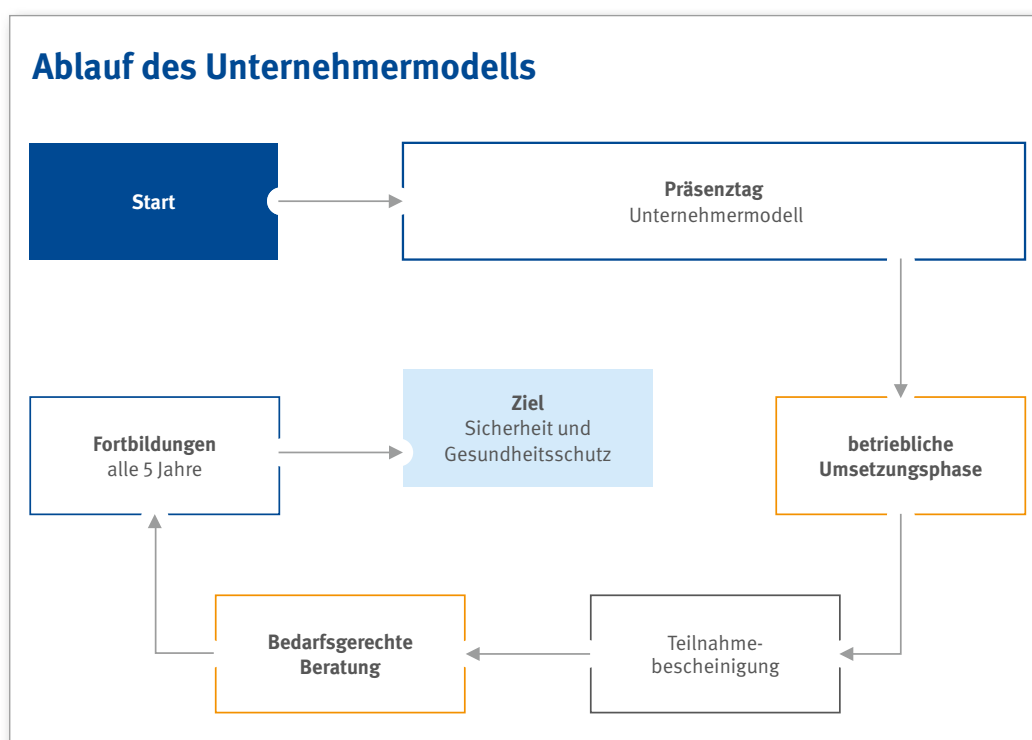 Ablauf des Unternehmermodells
Start
Präsenztag
Unternehmermodell
betriebliche
Umsetzungsphase
Teilnahme-
bescheinigung
Bedarfsgerechte
Beratung
Fortbildungen
alle 5 Jahre
Ziel
Sicherheit und
Gesundheitsschutz